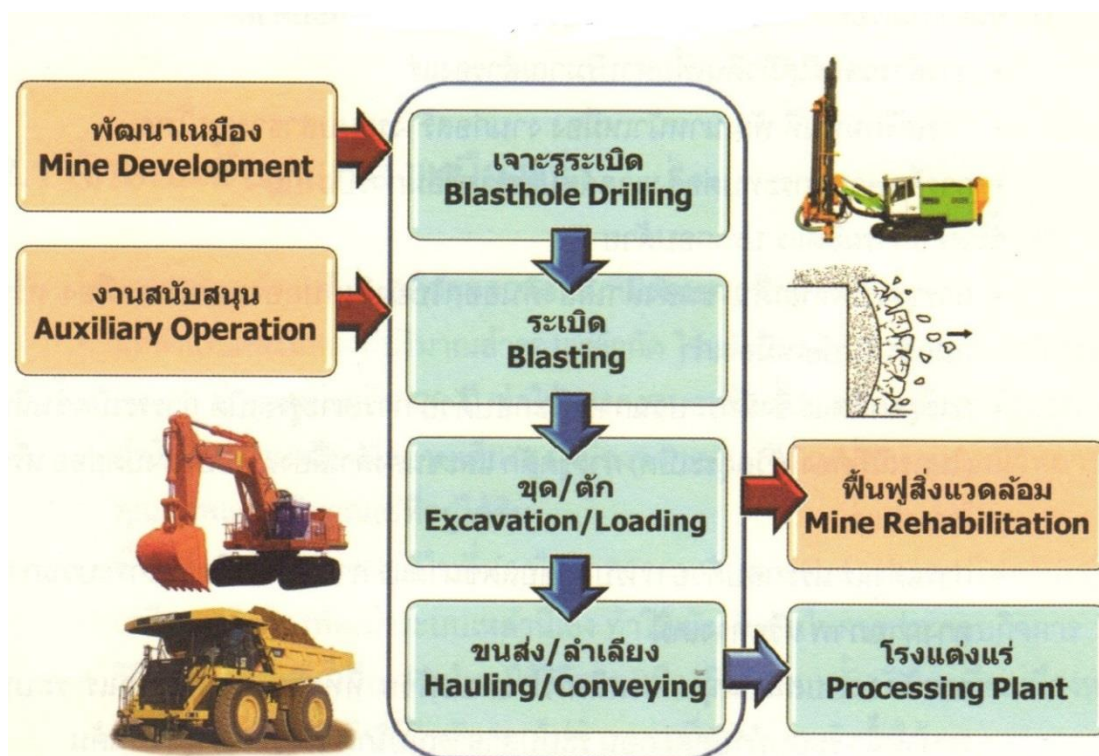 พัฒนาเหมือง
Mine Development
งานสนับสนุน
Auxiliary Operation
เจาะรูระเบิด
Blasthole Drilling
ระเบิด
Blasting
ขุด/ตัก
Excavation/Loading
ขนส่ง/ลำเลียง
Hauling/Conveying
ฟื้นฟูสิ่งแวดล้อม
Mine Rehabilitation
โรงแต่งแร่
Processing Plant